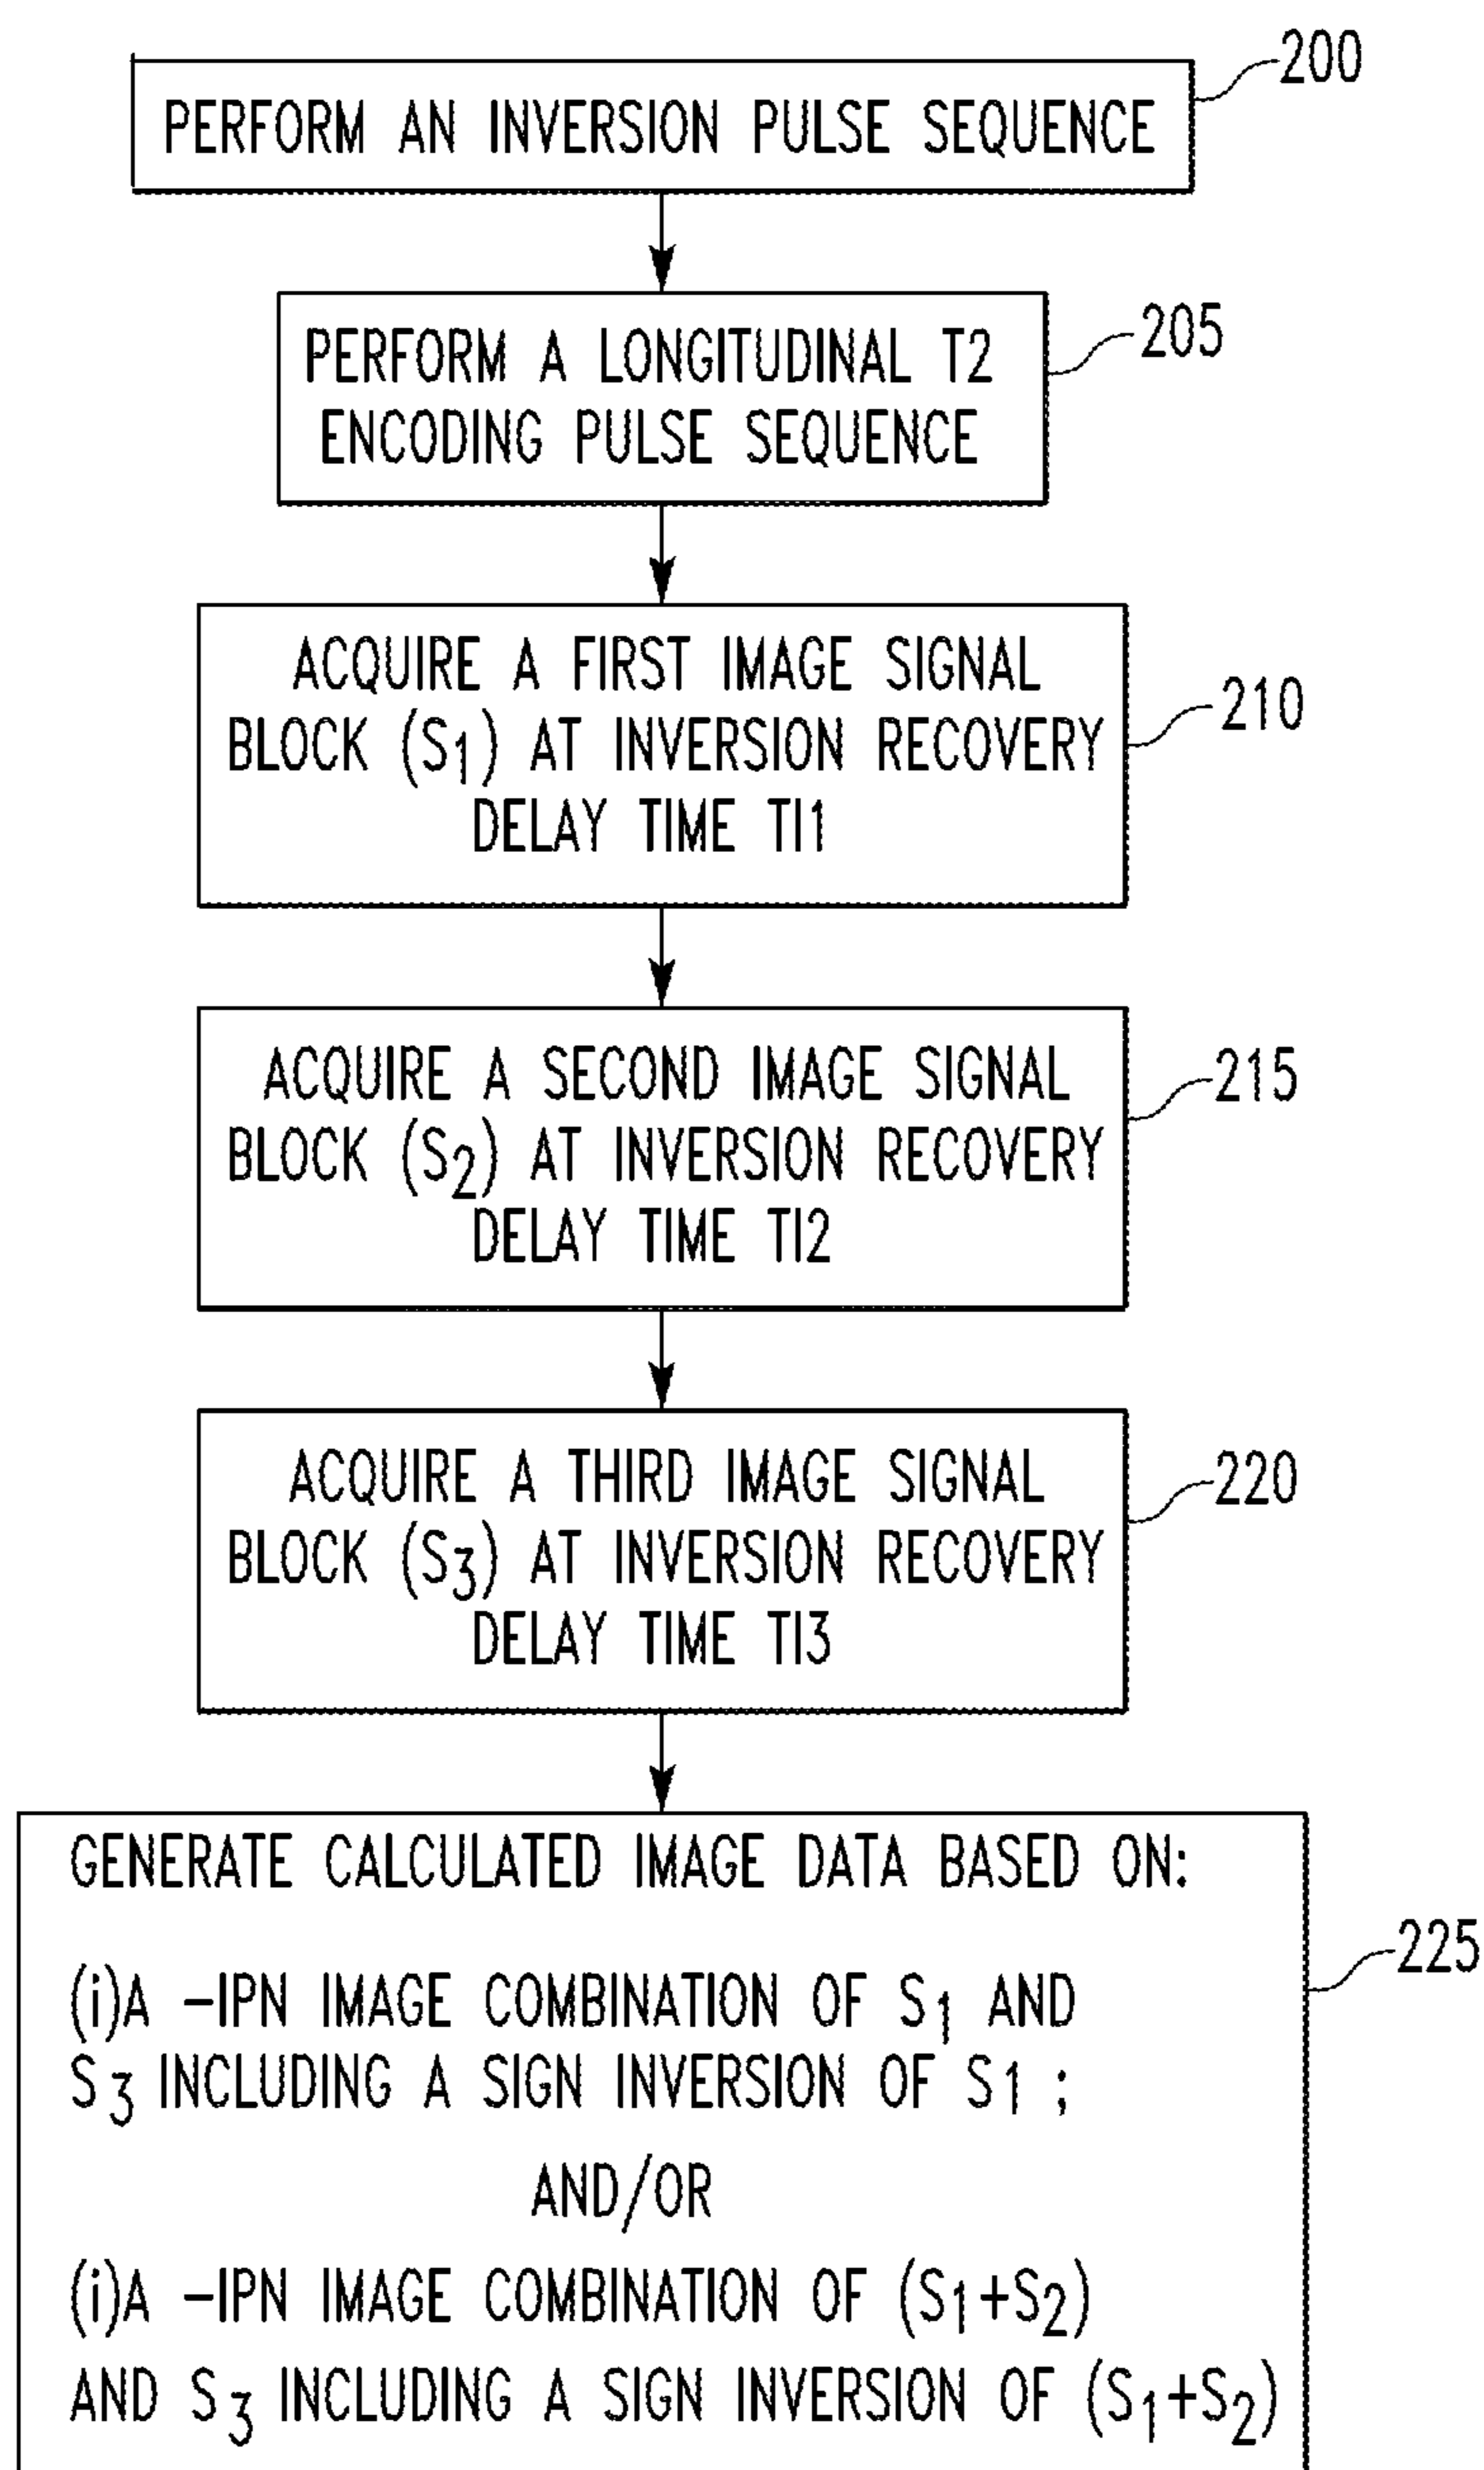 200
PERFORM AN INVERSION PULSE SEQUENCE
205
PERFORM A LONGITUDINAL T2
ENCODING PULSE SEQUENCE
210
ACQUIRE A FIRST IMAGE SIGNAL
BLOCK (S1) AT INVERSION RECOVERY
DELAY TIME TI1
215
ACQUIRE A SECOND IMAGE SIGNAL
BLOCK (S2) AT INVERSION RECOVERY
DELAY TIME TI2
220
ACQUIRE A THIRD IMAGE SIGNAL
BLOCK (S3) AT INVERSION RECOVERY
DELAY TIME TI3
225
GENERATE CALCULATED IMAGE DATA BASED ON:
(i)A -IPN IMAGE COMBINATION OF S1 AND
S3 INCLUDING A SIGN INVERSION OF S1 ;
AND/OR
(i)A -IPN IMAGE COMBINATION OF (S1+S2)
AND S3 INCLUDING A SIGN INVERSION OF (S1+S2)